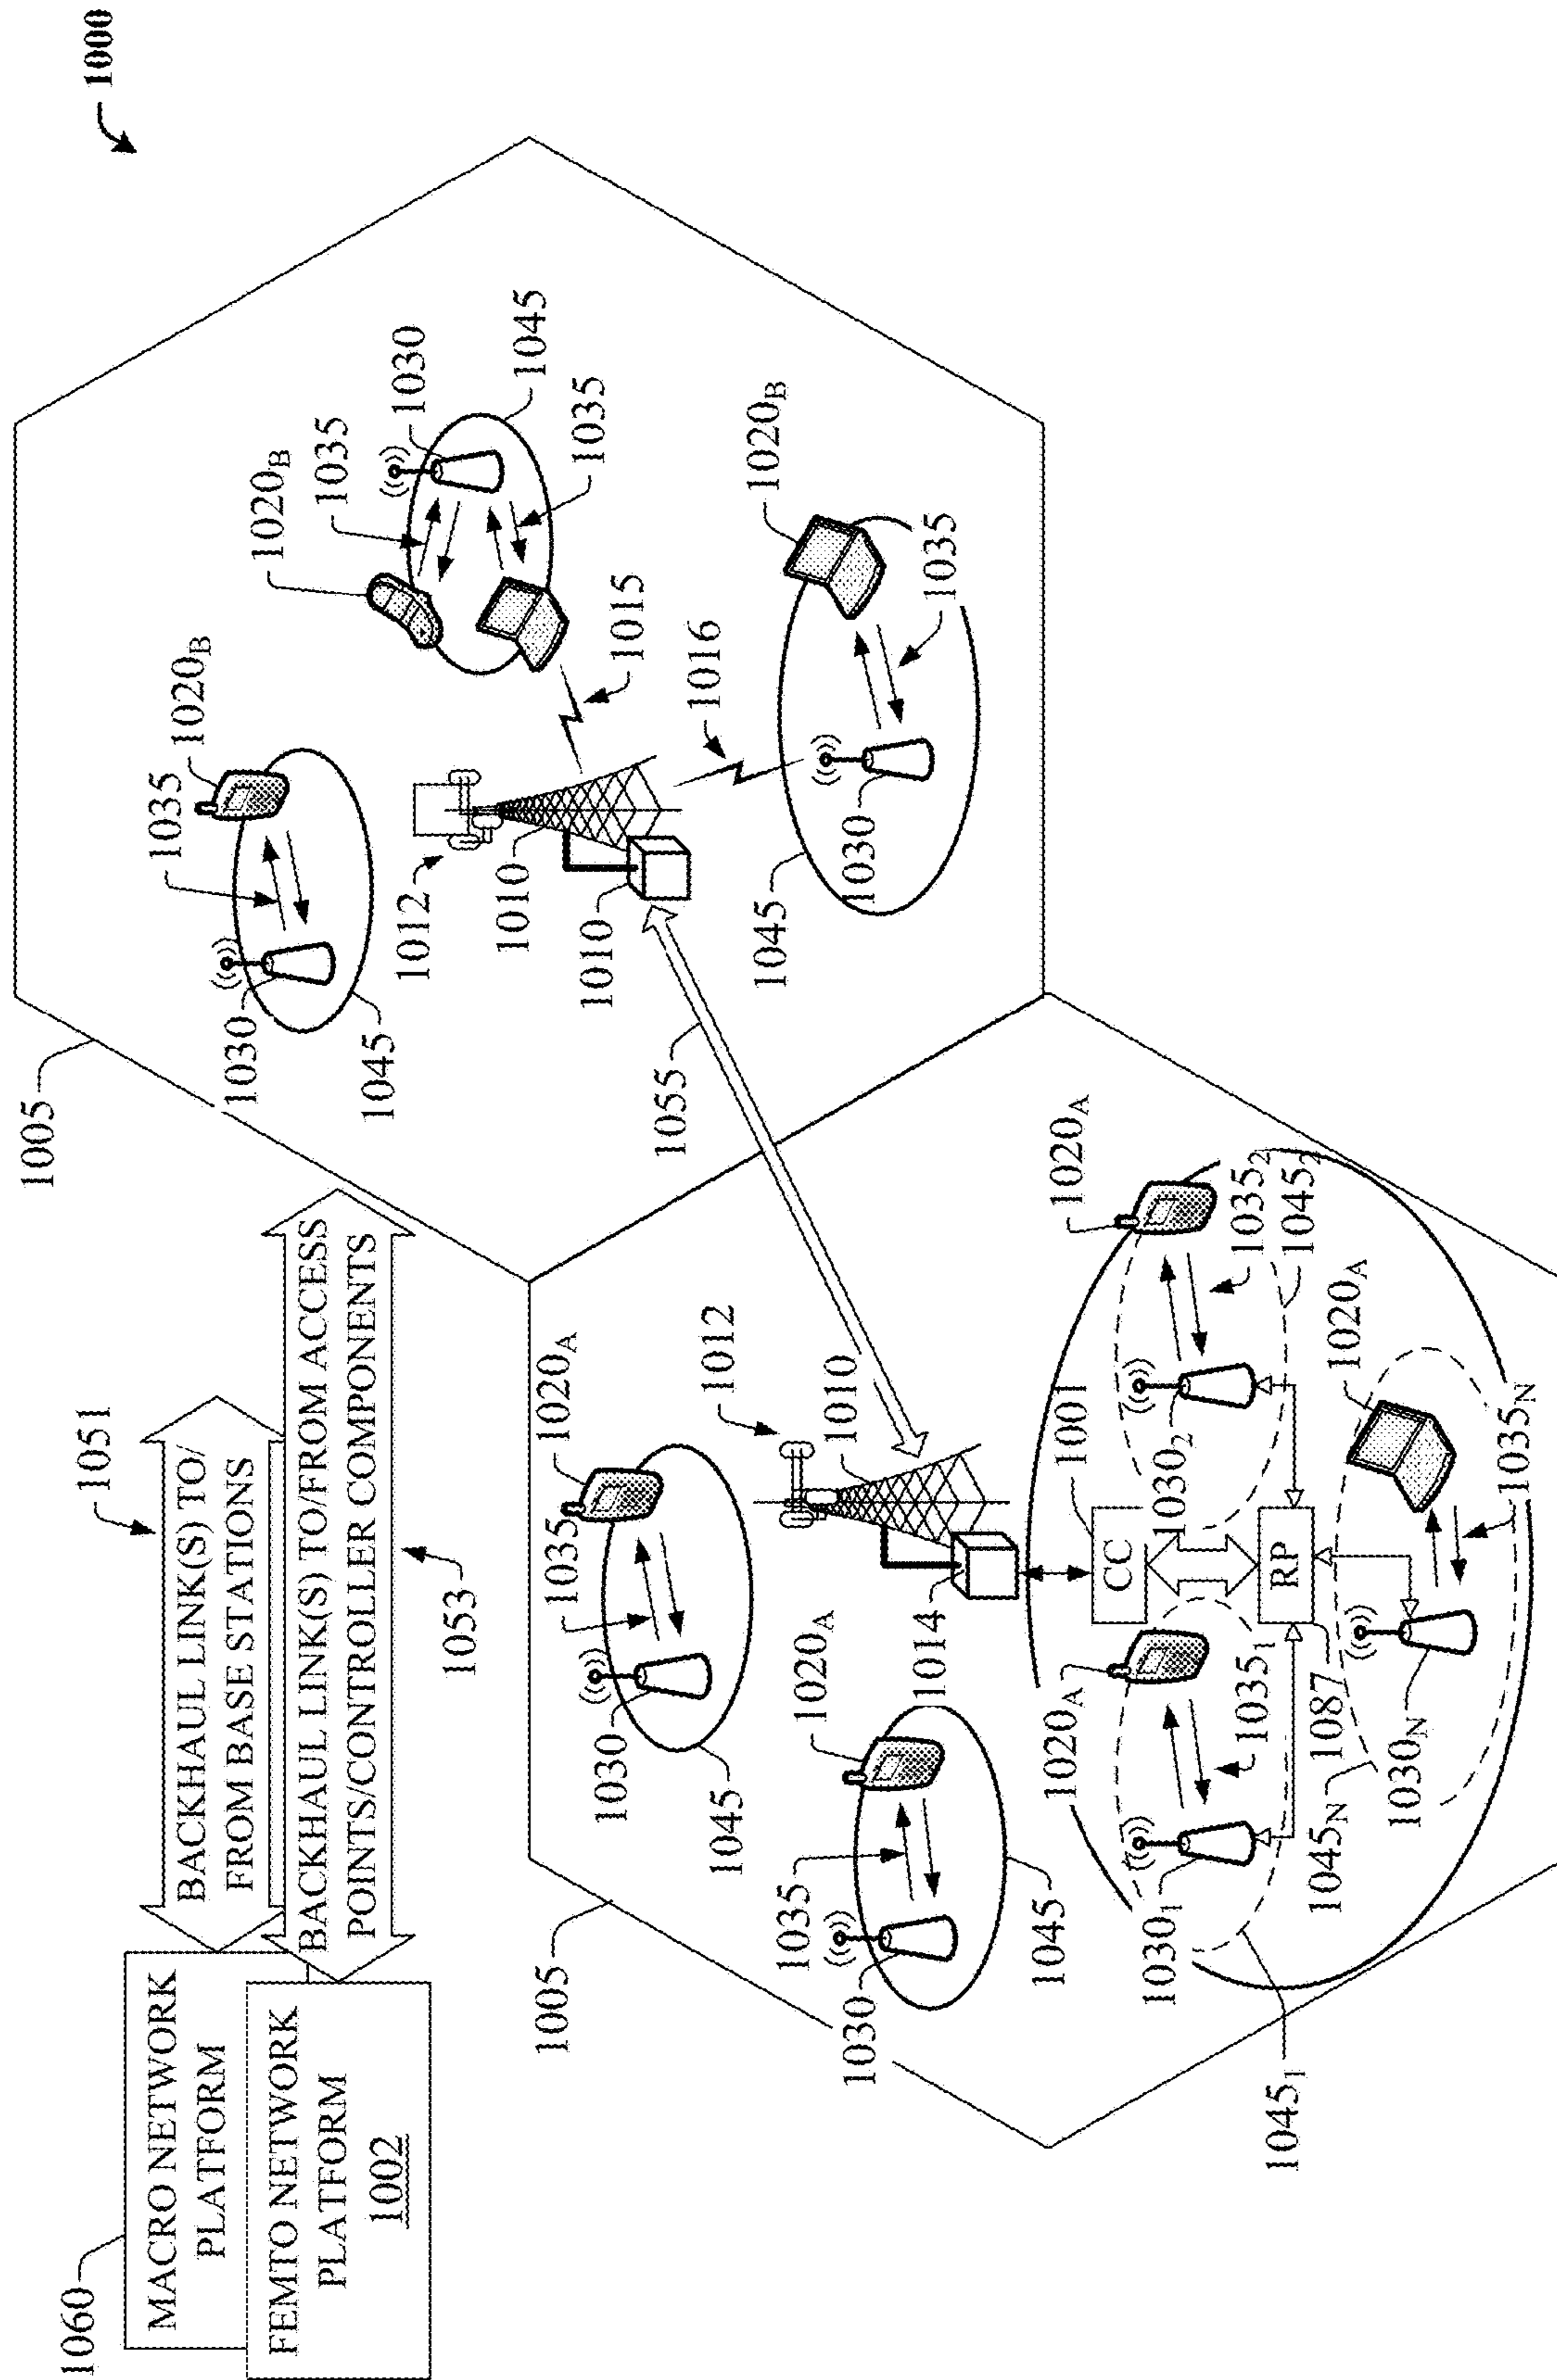 1000
1060
MACRO NETWORK
PLATFORM
FEMTO NETWORK
PLATFORM
1002
1051
BACKHAUL LINK(S) TO/
FROM BASE STATIONS
BACKHAUL LINK(S) TO/FROM ACCESS
POINTS/CONTROLLER COMPONENTS
1053
1005
1030
1035
1020B
1045
1012
1010
1010
1055
1020B
1035
1030
1045
1035
1015
1016
1020B
1035
1030
1045
1005
1020A
1035
1030
1045
1012
1010
1014
1020A
1035
1030
1045
1001
CC
RP
1087
1020A
1035₁
1030₁
1045₁
1020A
1035₂
1045₂
1030₂
1020A
1035N
1030N
1045N